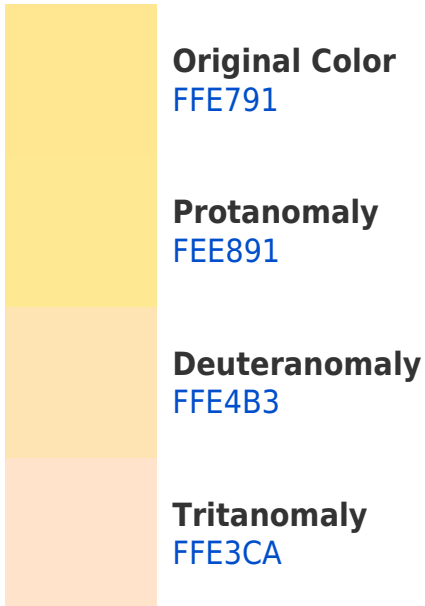 Original Color
FFE791
Protanomaly
FEE891
Deuteranomaly
FFE4B3
Tritanomaly
FFE3CA